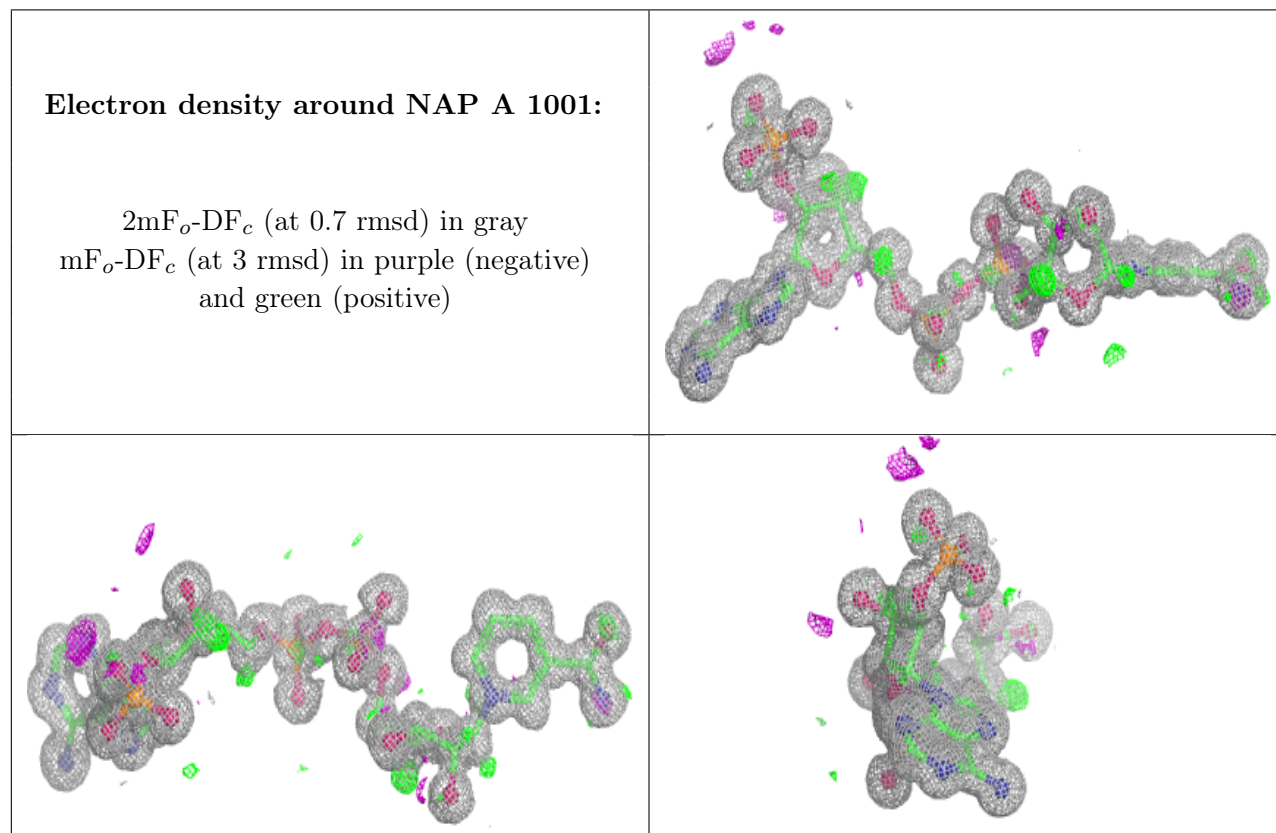 Electron density around NAP A 1001:
2mFₒ-DF𝒸 (at 0.7 rmsd) in gray
mFₒ-DF𝒸 (at 3 rmsd) in purple (negative)
and green (positive)